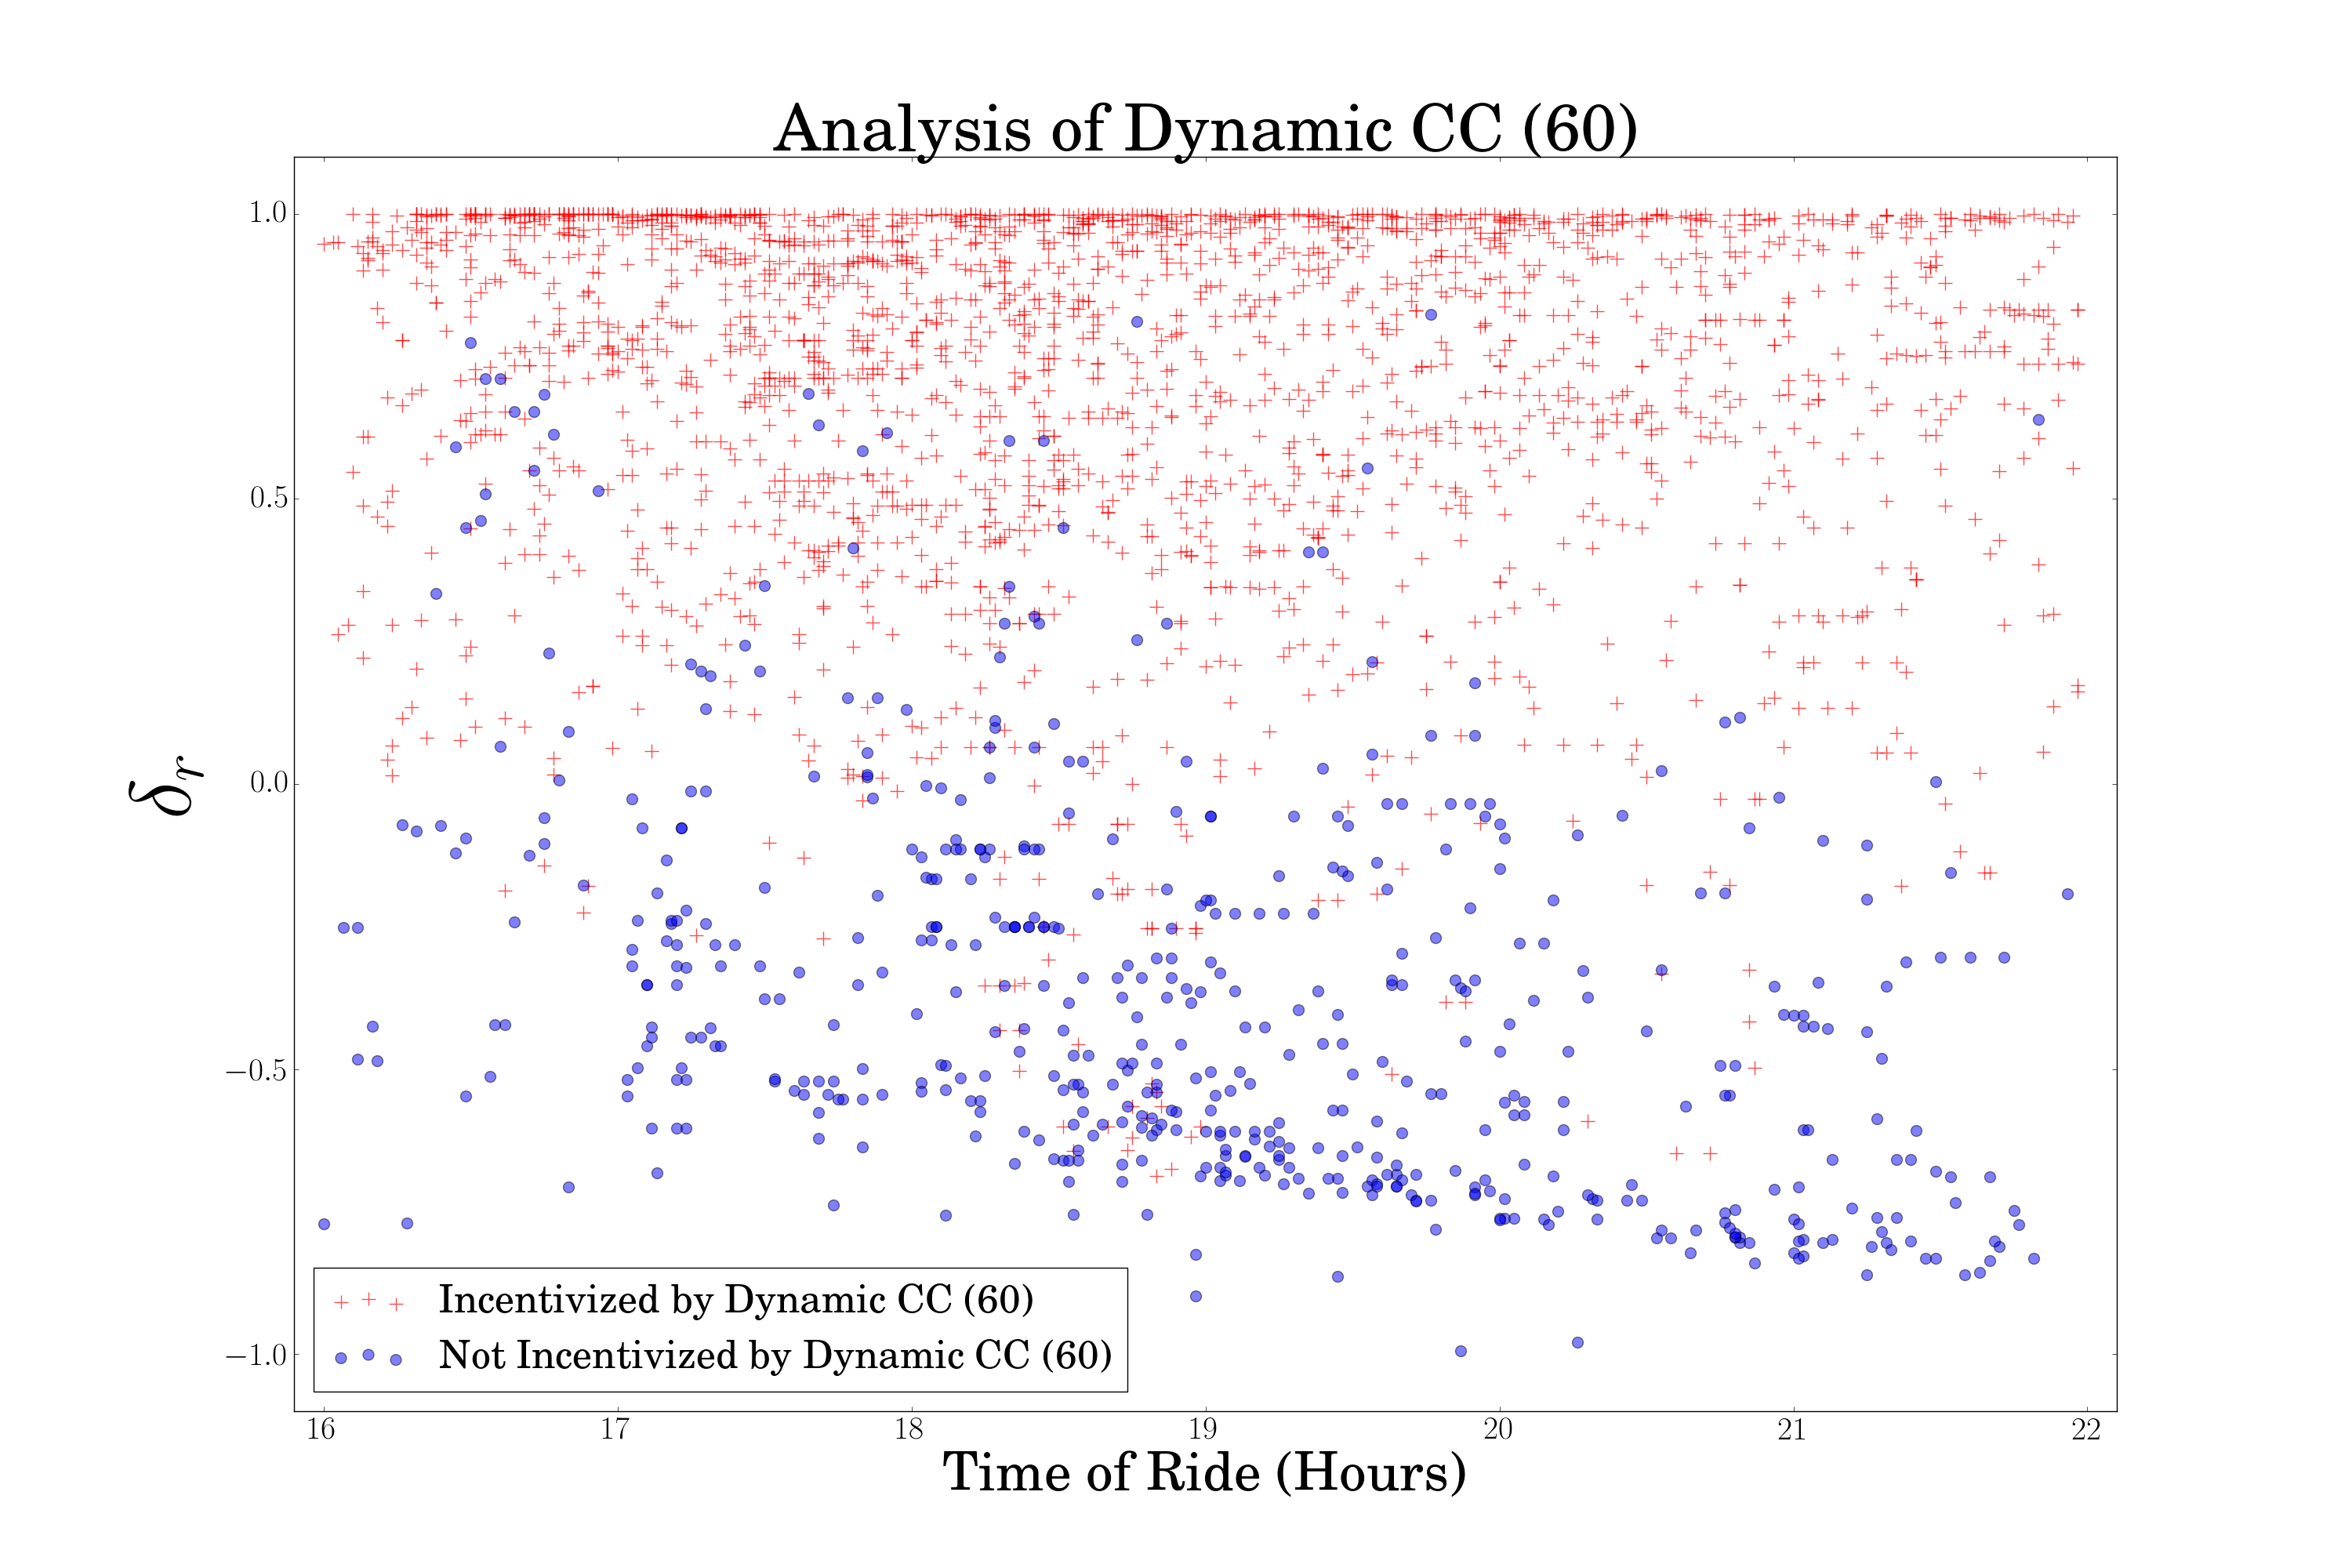 Analysis of Dynamic CC (60)
1.0
0.5
0.0
−0.5
−1.0
δr
Incentivized by Dynamic CC (60)
Not Incentivized by Dynamic CC (60)
16 17 18 19 20 21 22
Time of Ride (Hours)